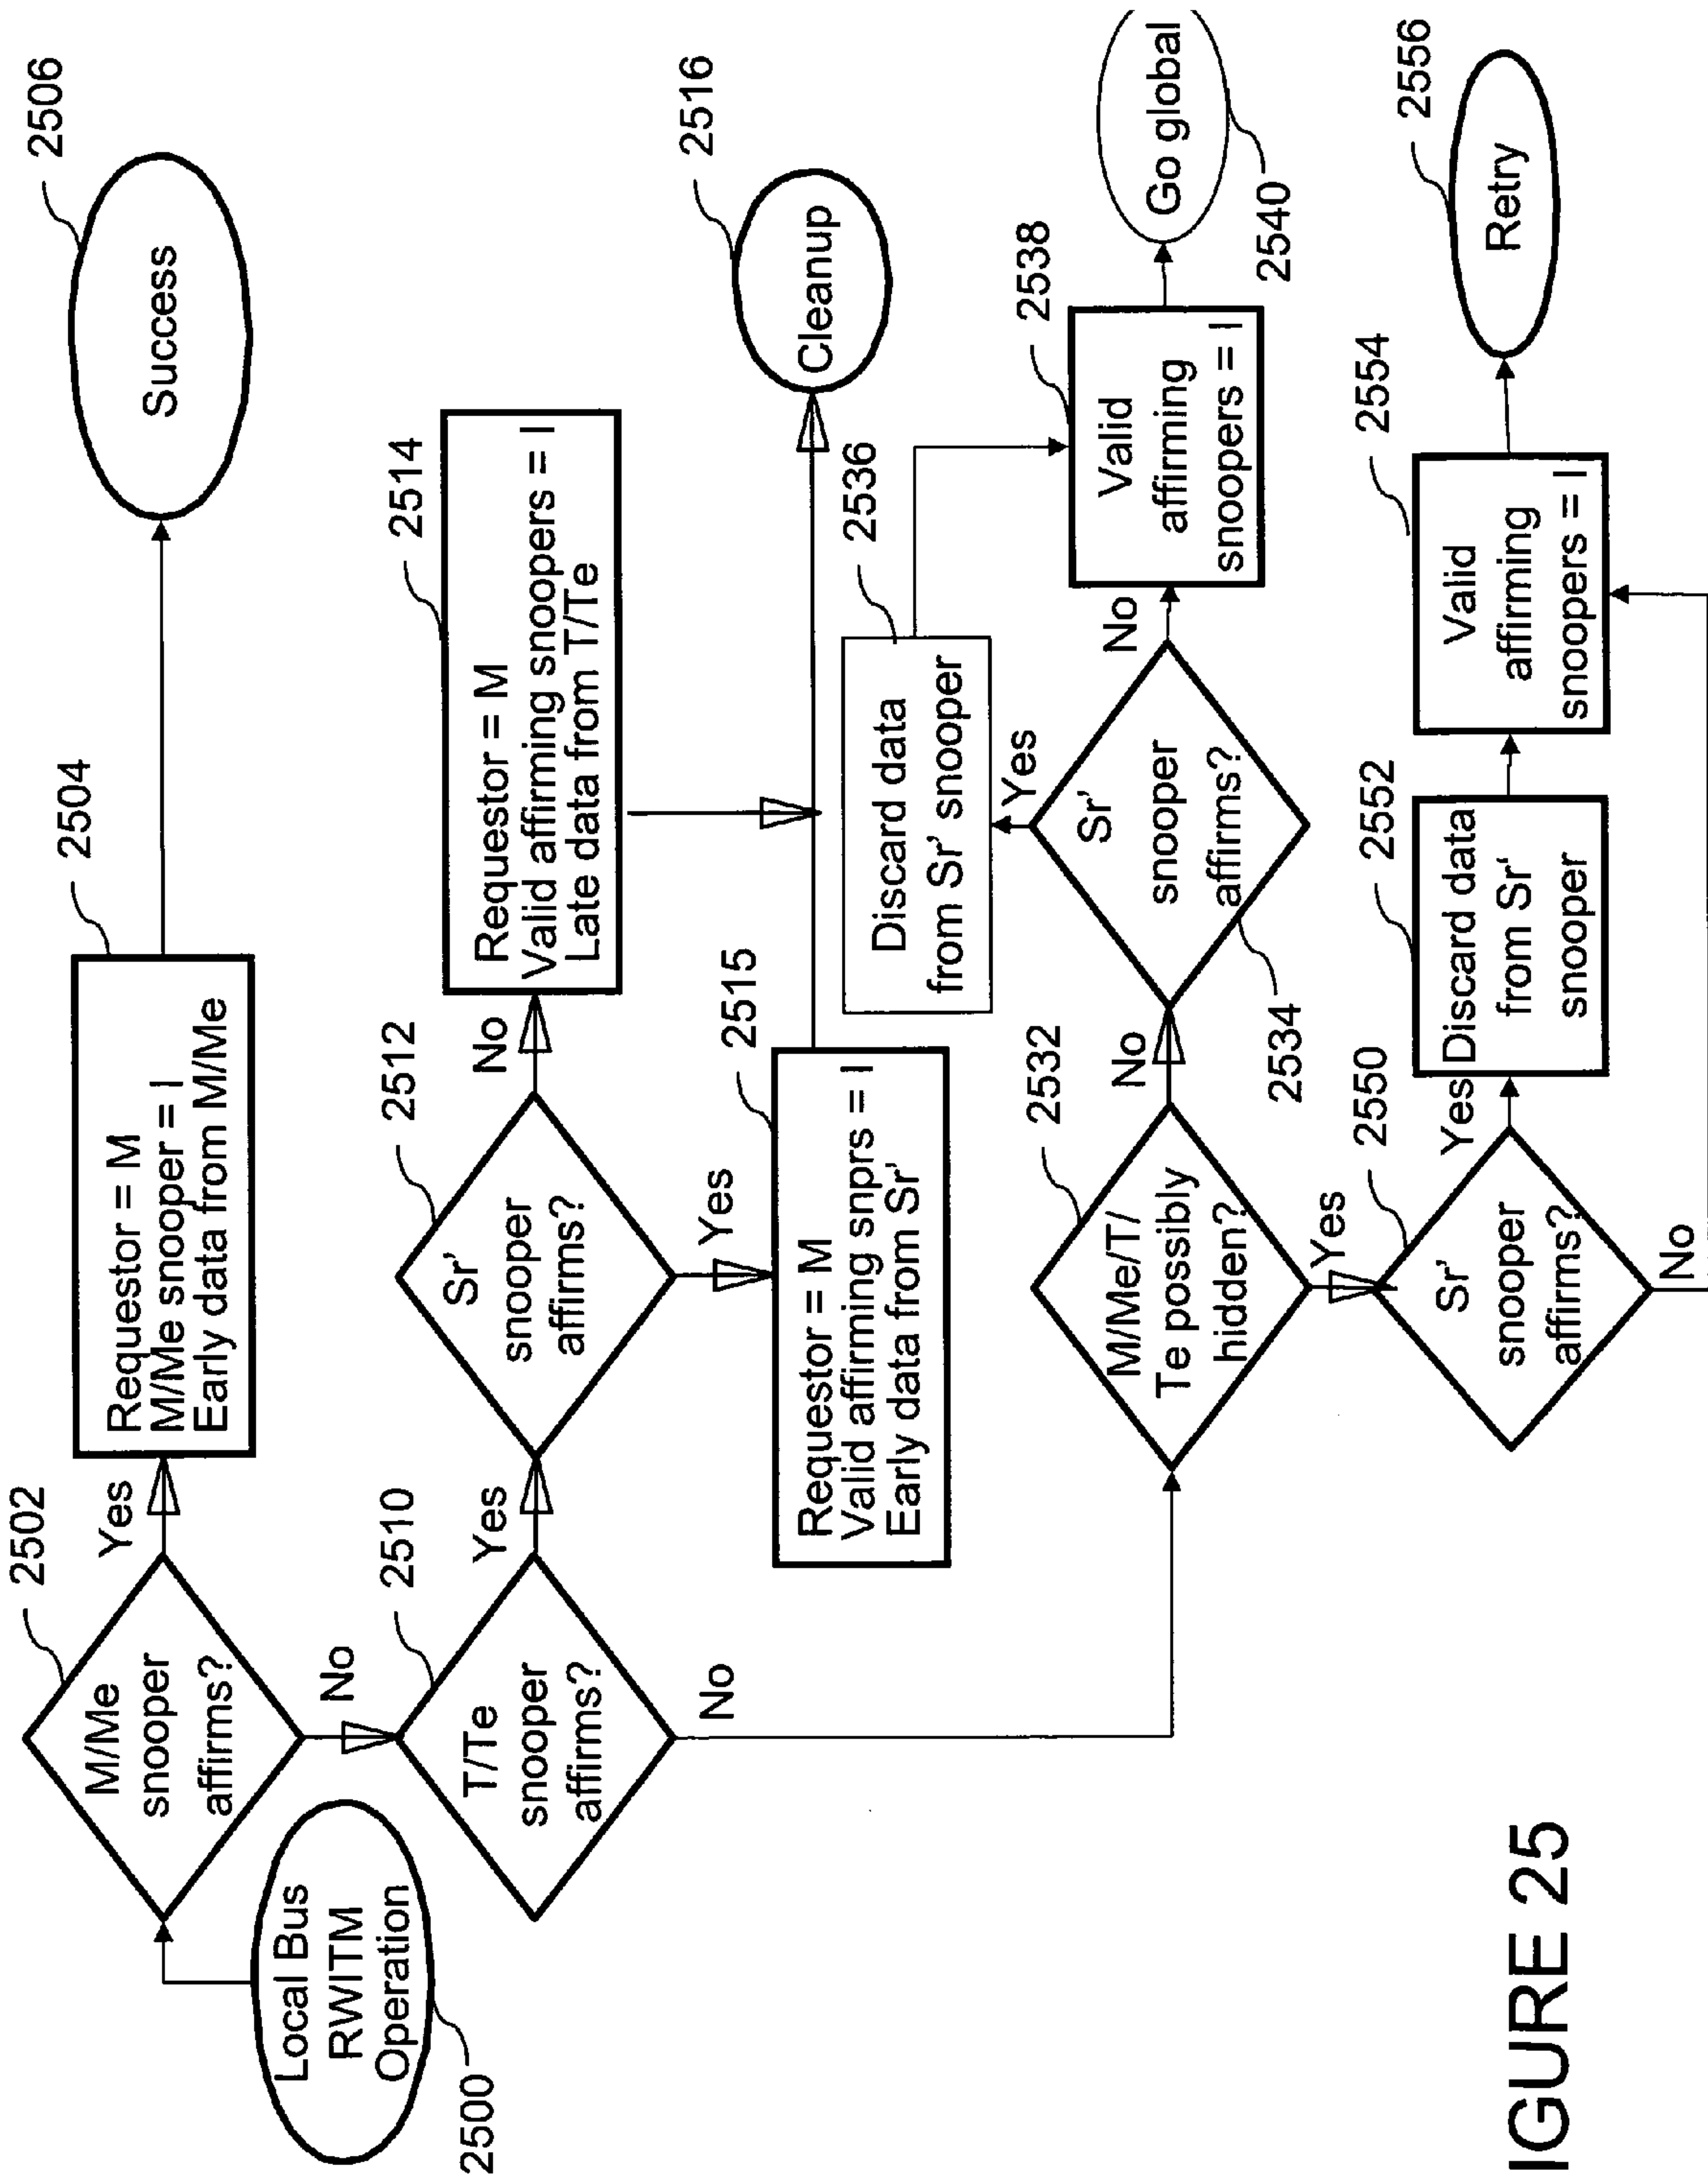 2500
Local Bus
RWITM
Operation
2502
M/Me
snooper
affirms?
Yes
No
2504
Requestor = M
M/Me snooper = I
Early data from M/Me
2506
Success
2510
T/Te
snooper
affirms?
Yes
No
2512
Sr'
snooper
affirms?
No
Yes
2514
Requestor = M
Valid affirming snoopers = I
Late data from T/Te
2515
Requestor = M
Valid affirming snprs = I
Early data from Sr'
2516
Cleanup
2532
M/Me/T/
Te possibly
hidden?
No
Yes
2534
Sr'
snooper
affirms?
Yes
No
2536
Discard data
from Sr' snooper
2538
Valid
affirming
snoopers = I
2540
Go global
2550
Sr'
snooper
affirms?
Yes
No
2552
Discard data
from Sr'
snooper
2554
Valid
affirming
snoopers = I
2556
Retry
IGURE 25